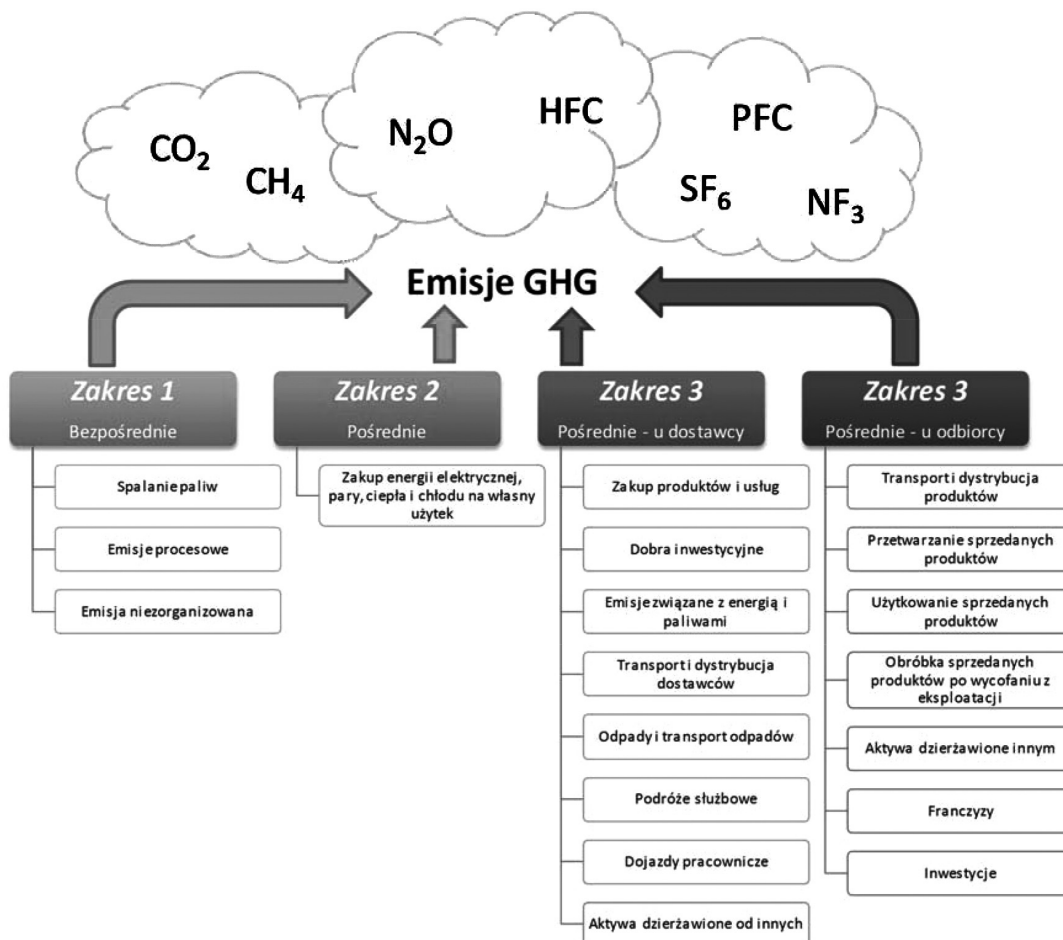 CO₂
CH₄
N₂O
HFC
PFC
SF₆
NF₃
Emisje GHG
Zakres 1
Bezpośrednie
Spalanie paliw
Emisje procesowe
Emisja niezorganizowana
Zakres 2
Pośrednie
Zakup energii elektrycznej,
pary, ciepła i chłodu na własny
użytek
Zakres 3
Pośrednie - u dostawcy
Zakup produktów i usług
Dobra inwestycyjne
Emisje związane z energią i
paliwami
Transport i dystrybucja
dostawców
Odpady i transport odpadów
Podróże służbowe
Dojazdy pracownicze
Aktywa dzierżawione od innych
Zakres 3
Pośrednie - u odbiorcy
Transport i dystrybucja
produktów
Przetwarzanie sprzedanych
produktów
Użytkowanie sprzedanych
produktów
Obróbka sprzedanych
produktów po wycofaniu z
eksploatacji
Aktywa dzierżawione innym
Franczyzy
Inwestycje